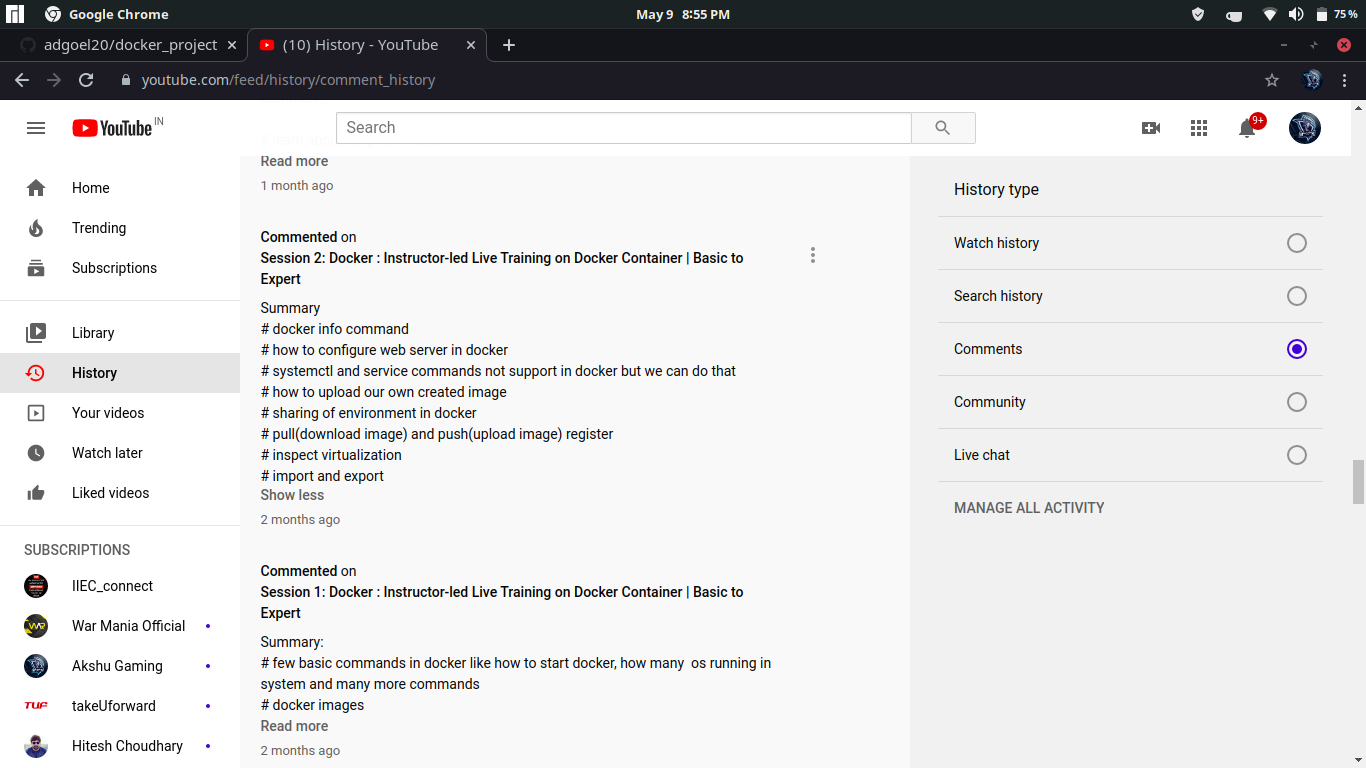 Google Chrome
May 9 8:55 PM
75 %
adgoel20/docker_project
(10) History - YouTube
youtube.com/feed/history/comment_history
YouTube IN
Search
9+
Home
Trending
Subscriptions
Library
History
Your videos
Watch later
Liked videos
SUBSCRIPTIONS
IIEC_connect
War Mania Official
Akshu Gaming
TUF
takeUforward
Hitesh Choudhary
Read more
1 month ago
Commented on
Session 2: Docker : Instructor-led Live Training on Docker Container | Basic to
Expert
Summary
# docker info command
# how to configure web server in docker
# systemctl and service commands not support in docker but we can do that
# how to upload our own created image
# sharing of environment in docker
# pull(download image) and push(upload image) register
# inspect virtualization
# import and export
Show less
2 months ago
Commented on
Session 1: Docker : Instructor-led Live Training on Docker Container | Basic to
Expert
Summary:
# few basic commands in docker like how to start docker, how many  os running in
system and many more commands
# docker images
Read more
2 months ago
History type
Watch history
Search history
Comments
Community
Live chat
MANAGE ALL ACTIVITY